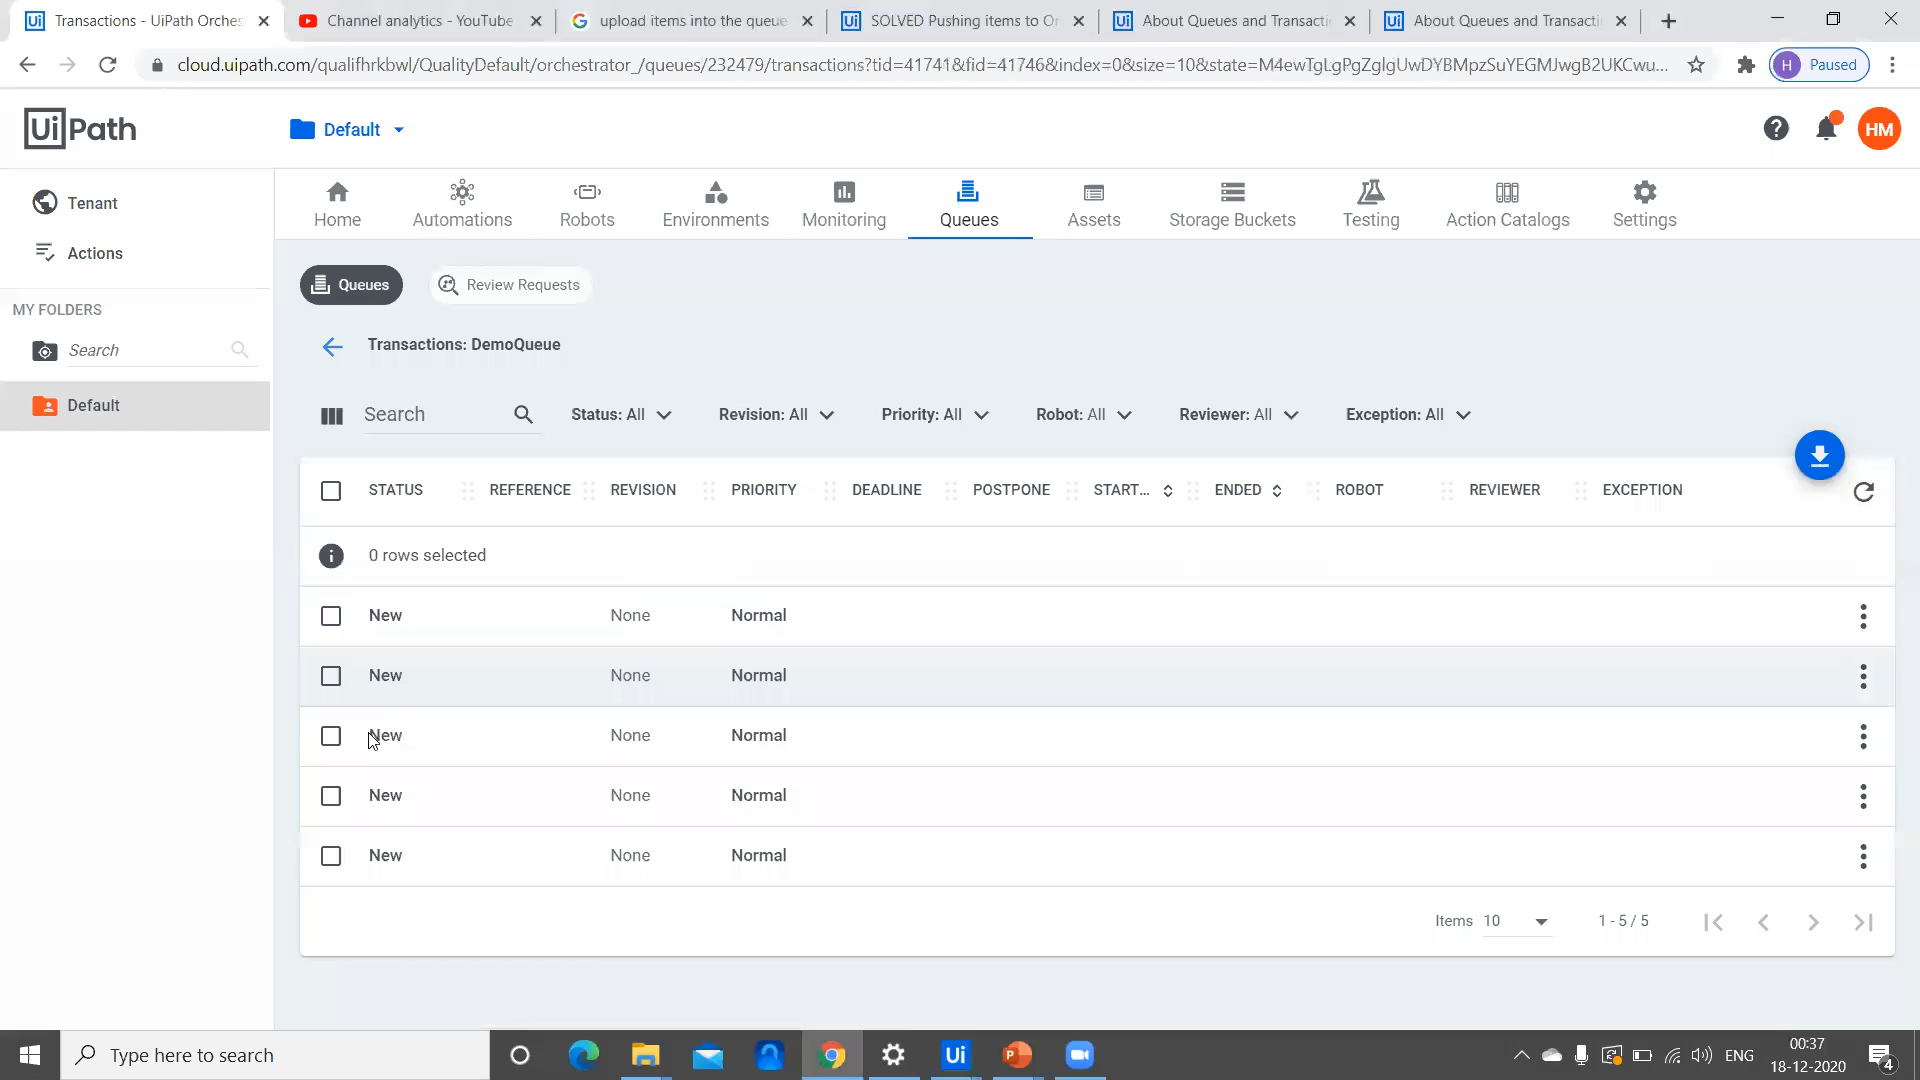 Transactions - UiPath Orches
Channel analytics - YouTube
upload items into the queue
SOLVED Pushing items to Or
About Queues and Transacti
About Queues and Transacti
cloud.uipath.com/qualifhrkbwl/QualityDefault/orchestrator_/queues/232479/transactions?tid=41741&fid=41746&index=0&size=10&state=M4ewTgLgPgZglgUwDYBMpzSuYEGMJwgB2UKCwu...
H Paused
UiPath
Default
HM
Tenant
Actions
MY FOLDERS
Search
Default
Home
Automations
Robots
Environments
Monitoring
Queues
Assets
Storage Buckets
Testing
Action Catalogs
Settings
Queues
Review Requests
Transactions: DemoQueue
Search
Status: All
Revision: All
Priority: All
Robot: All
Reviewer: All
Exception: All
STATUS REFERENCE REVISION PRIORITY DEADLINE POSTPONE START... ENDED ROBOT REVIEWER EXCEPTION
0 rows selected
New None Normal
New None Normal
New None Normal
New None Normal
New None Normal
Items 10 1 - 5 / 5
Type here to search
ENG
00:37
18-12-2020
4